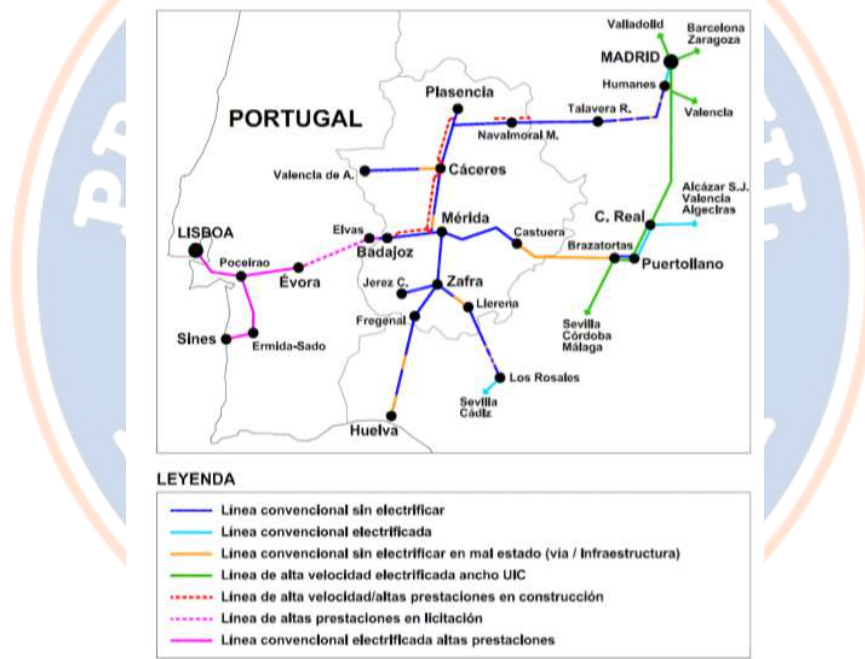 Valladolid
Barcelona
Zaragoza
MADRID
Humanes
Plasencia
Talavera R.
PORTUGAL
Navalmoral M.
Valencia
Valencia de A.
Cáceres
Alcázar S.J.
Valencia
Algeciras
Mérida
C. Real
LISBOA
Elvas
Castuera
Brazatortas
Badajoz
Poceirao
Puertollano
Évora
Jerez C.
Zafra
Llerena
Fregenal
Sines
Ermida-Sado
Sevilla
Córdoba
Málaga
Los Rosales
Sevilla
Cádiz
Huelva
LEYENDA
Línea convencional sin electrificar
Línea convencional electrificada
Línea convencional sin electrificar en mal estado (vía / Infraestructura)
Línea de alta velocidad electrificada ancho UIC
Línea de alta velocidad/altas prestaciones en construcción
Línea de altas prestaciones en licitación
Línea convencional electrificada altas prestaciones